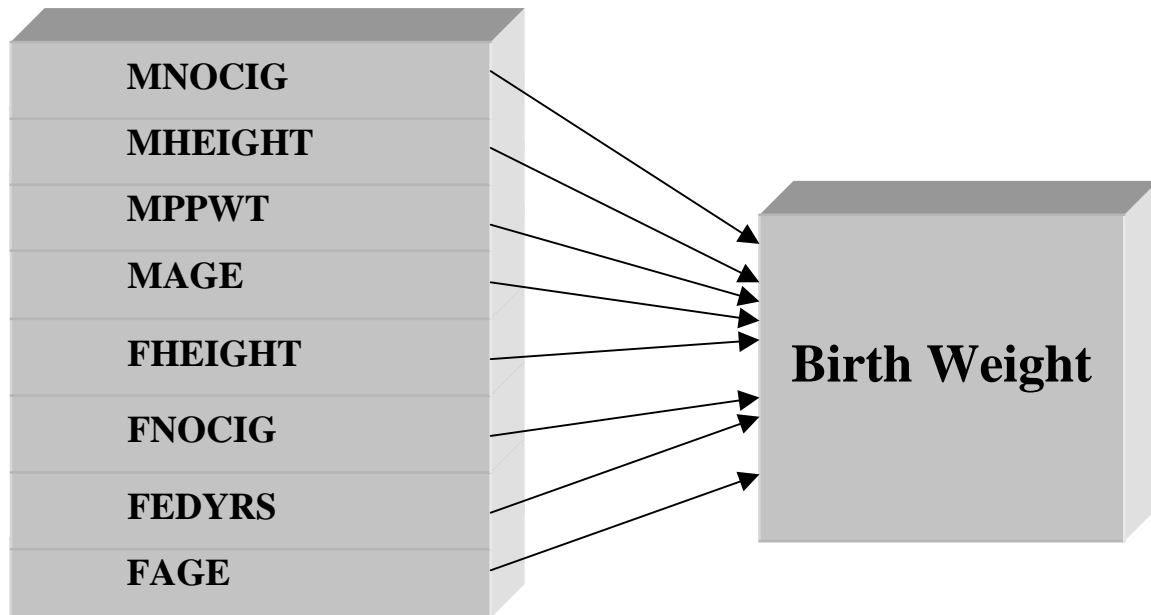 MNOCIG
MHEIGHT
MPPWT
MAGE
FHEIGHT
FNOCIG
FEDYRS
FAGE
Birth Weight